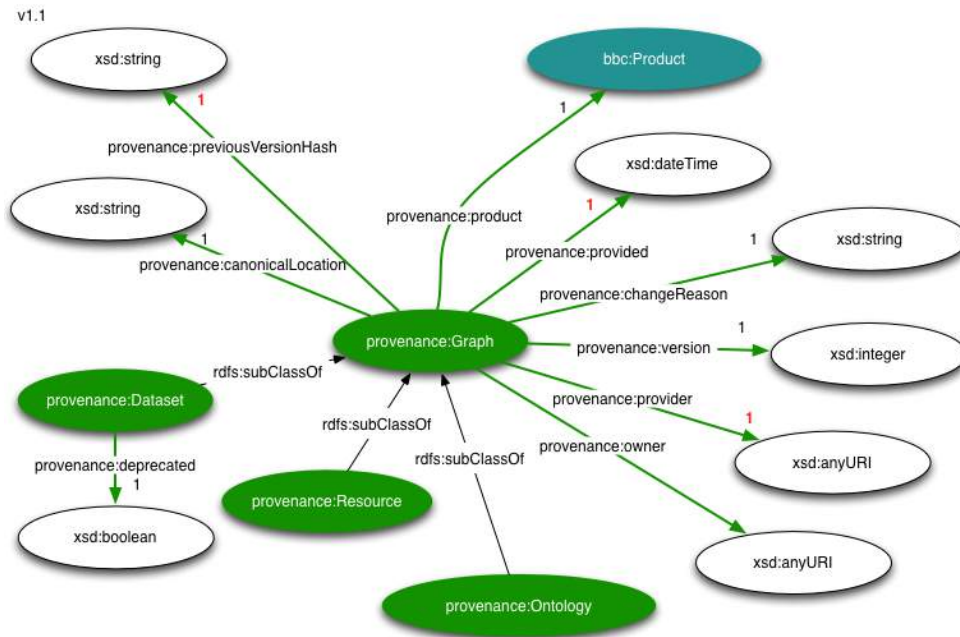 v1.1
xsd:string
bbc:Product
1
1
provenance:previousVersionHash
xsd:dateTime
xsd:string
provenance:product
1
1
provenance:canonicalLocation
provenance:provided
1
xsd:string
provenance:changeReason
provenance:Graph
provenance:version
1
xsd:integer
rdfs:subClassOf
provenance:Dataset
provenance:provider
1
rdfs:subClassOf
provenance:owner
rdfs:subClassOf
provenance:deprecated
xsd:anyURI
1
provenance:Resource
xsd:boolean
xsd:anyURI
provenance:Ontology